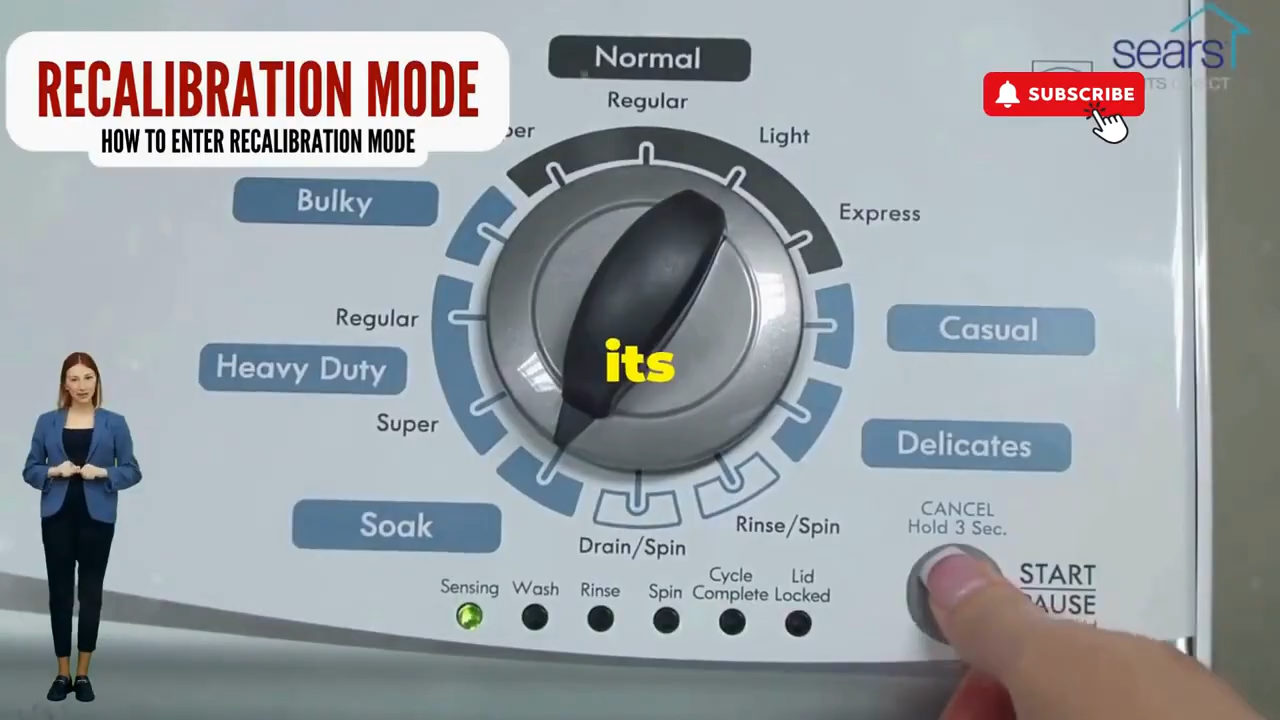 RECALIBRATION MODE
HOW TO ENTER RECALIBRATION MODE
sears
SUBSCRIBE
Normal
Regular
Light
Express
Bulky
Regular
Heavy Duty
Super
Soak
Casual
Delicates
Rinse/Spin
Drain/Spin
CANCEL
Hold 3 Sec.
START
its
Sensing
Wash
Rinse
Spin
Cycle
Complete
Lid
Locked